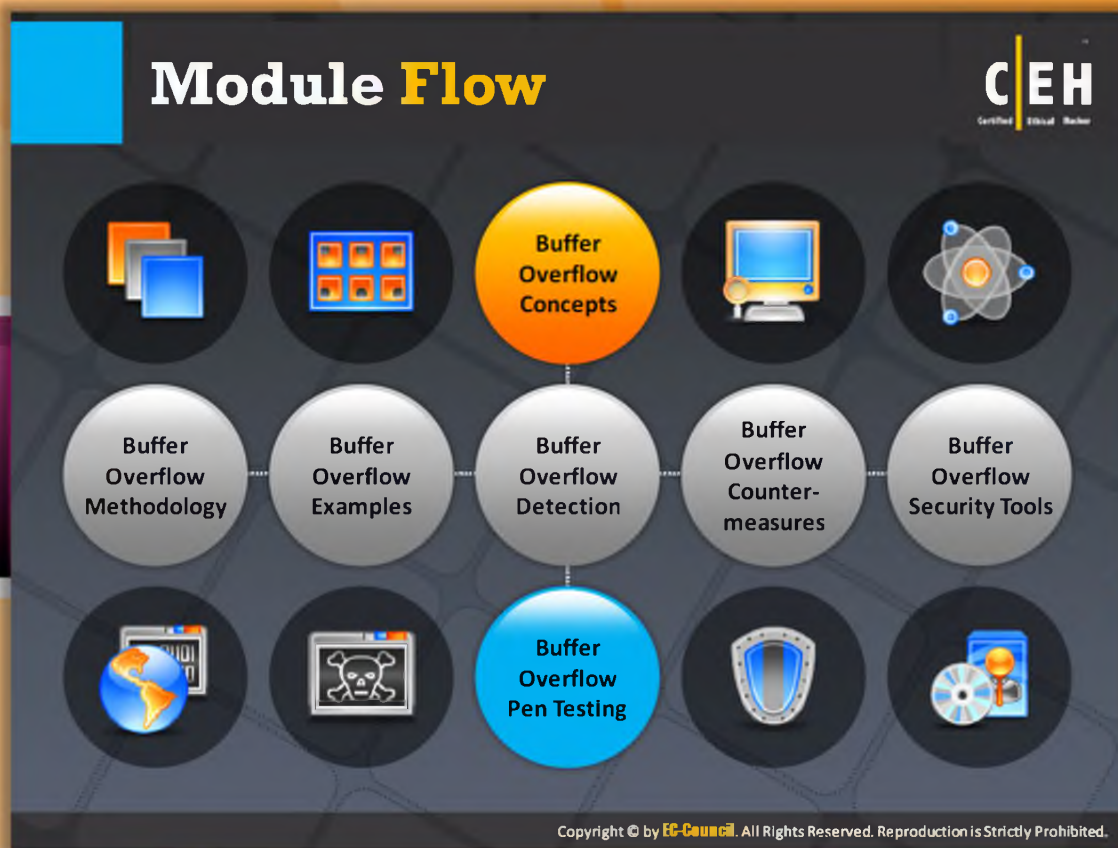 Module Flow
C|EH
Certified Ethical Hacker
Buffer
Overflow
Concepts
Buffer
Overflow
Methodology
Buffer
Overflow
Examples
Buffer
Overflow
Detection
Buffer
Overflow
Counter-
measures
Buffer
Overflow
Security Tools
Buffer
Overflow
Pen Testing
Copyright © by EC-Council. All Rights Reserved. Reproduction is Strictly Prohibited.